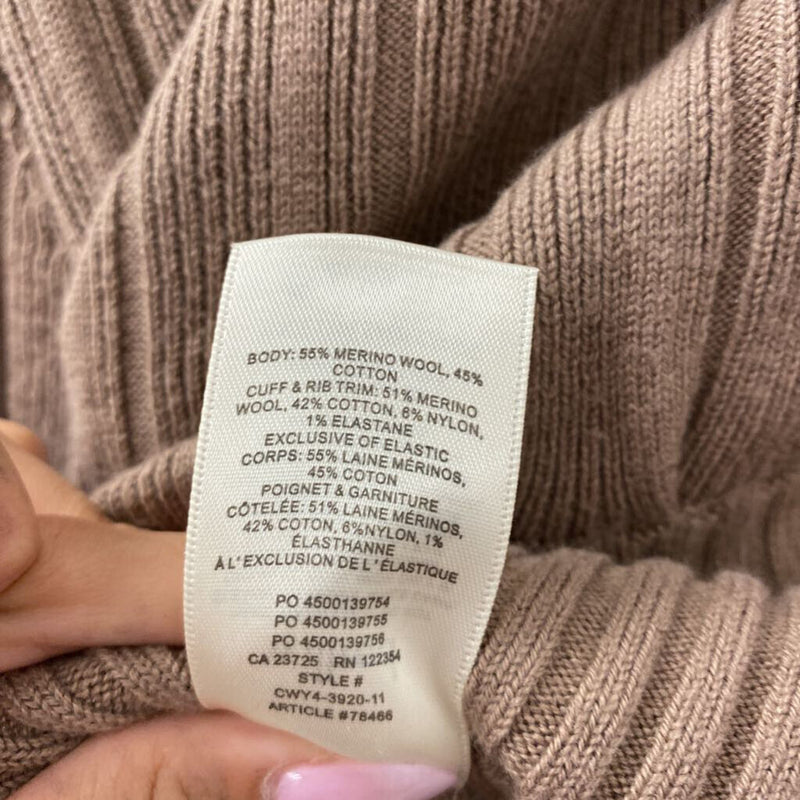 BODY: 55% MERINO WOOL, 45%
COTTON
CUFF & RIB TRIM: 51% MERINO
WOOL, 42% COTTON, 6% NYLON,
1% ELASTANE
EXCLUSIVE OF ELASTIC
CORPS: 55% LAINE MÉRINOS,
45% COTON
POIGNET & GARNITURE
CÔTELÉE: 51% LAINE MÉRINOS,
42% COTON, 6%NYLON, 1%
ÉLASTHANNE
À L'EXCLUSION DE L'ÉLASTIQUE
PO 4500139754
PO 4500139755
PO 4500139756
CA 23725 RN 122354
STYLE #
CWY4-3920-11
ARTICLE #78466